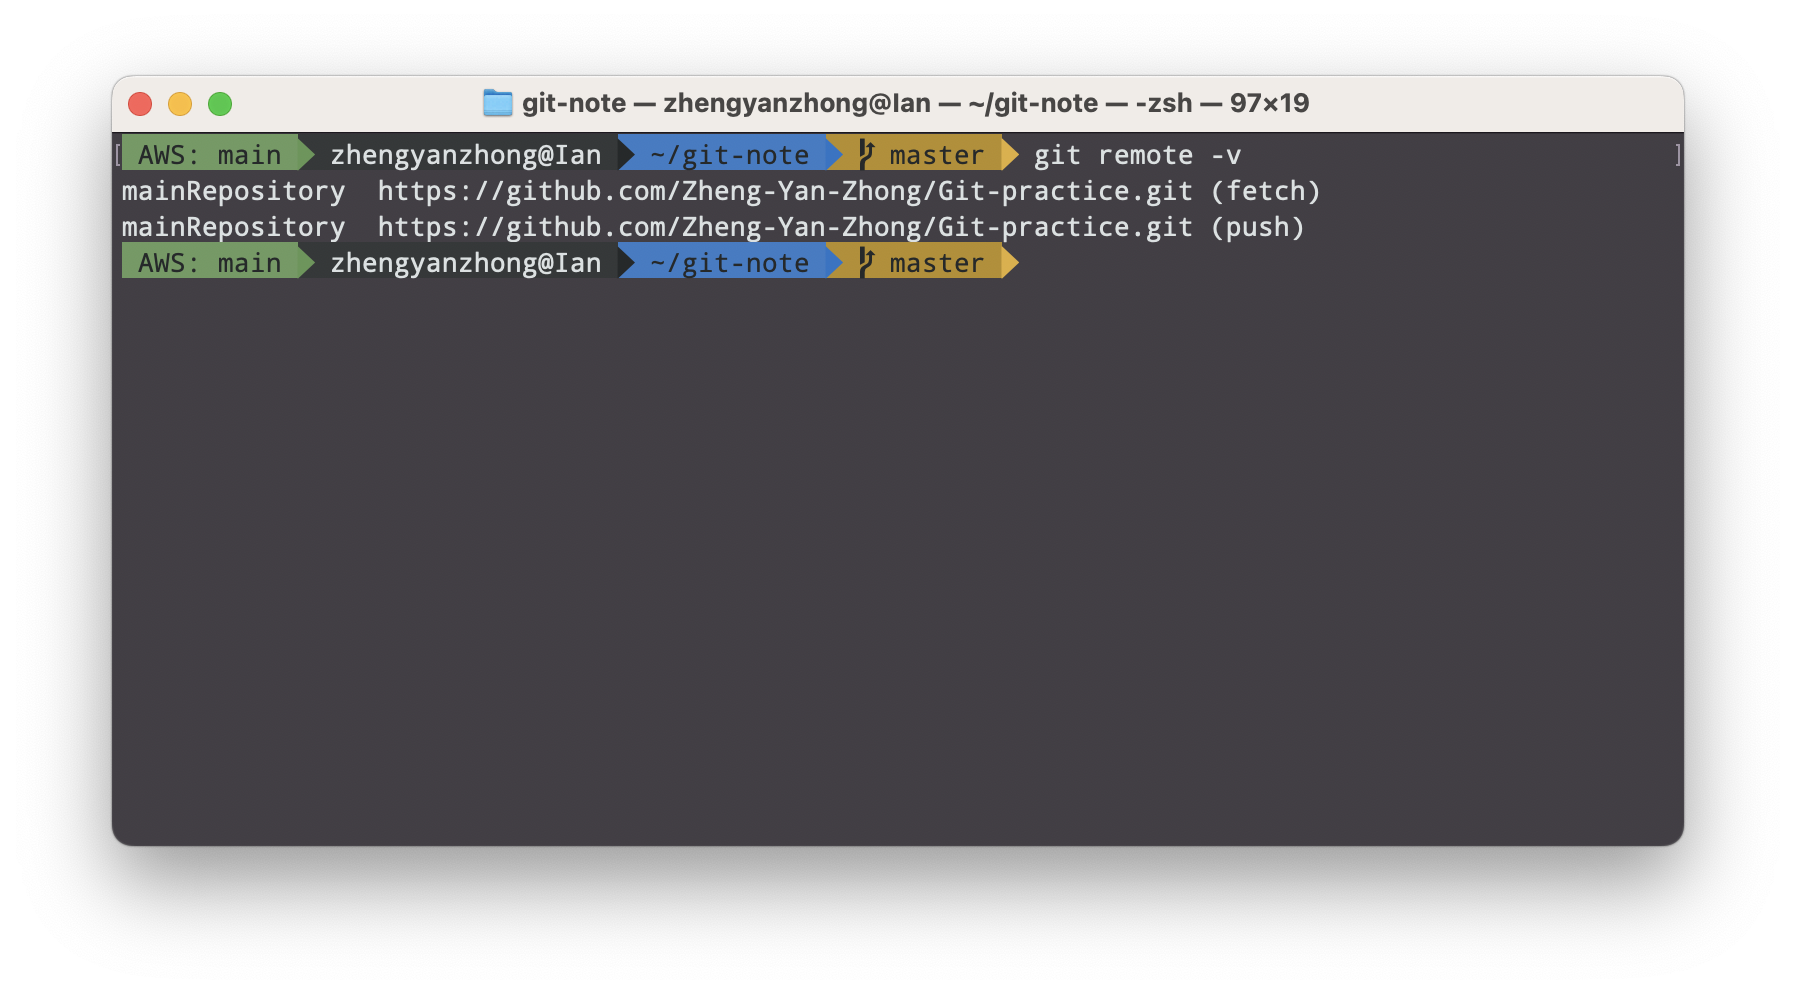 git-note — zhengyanzhong@Ian — ~/git-note — -zsh — 97×19
[ AWS: main zhengyanzhong@Ian ~/git-note master git remote -v ]
mainRepository  https://github.com/Zheng-Yan-Zhong/Git-practice.git (fetch)
mainRepository  https://github.com/Zheng-Yan-Zhong/Git-practice.git (push)
AWS: main zhengyanzhong@Ian ~/git-note master